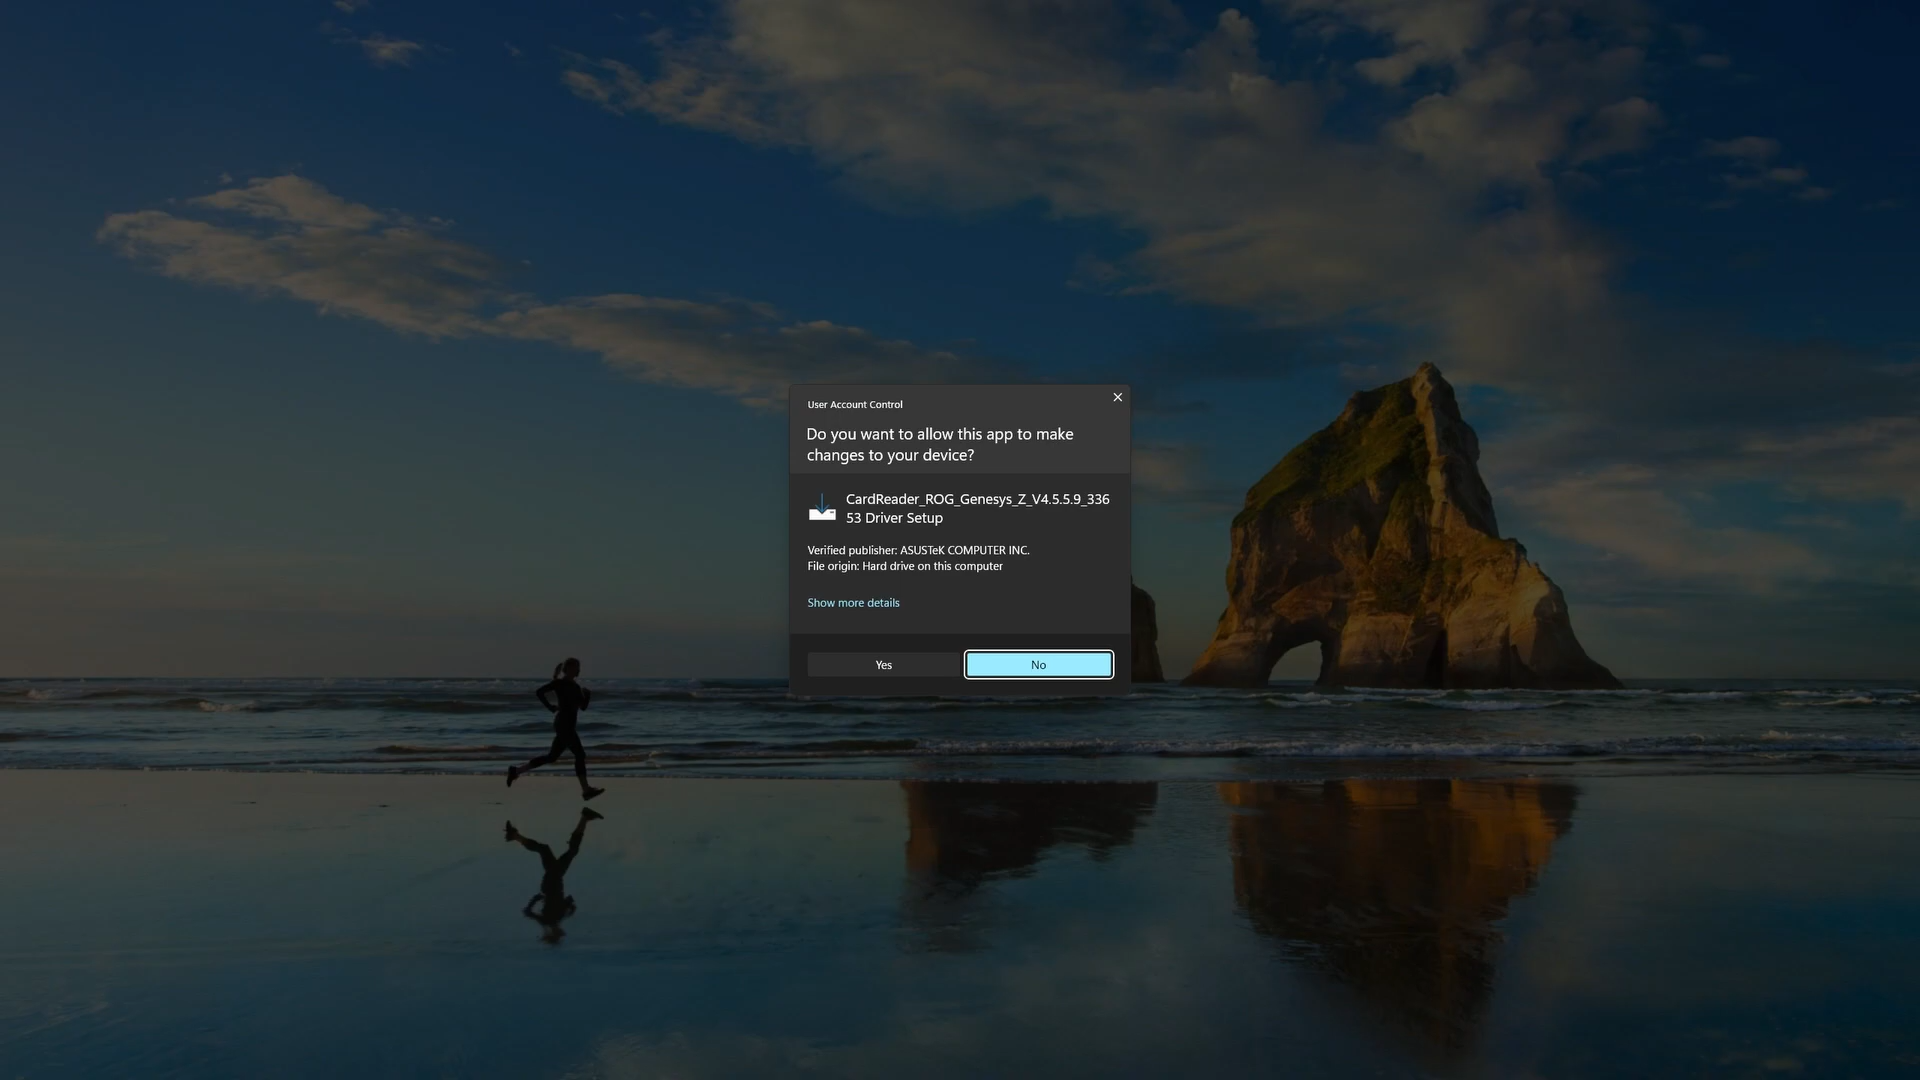 User Account Control
Do you want to allow this app to make
changes to your device?
CardReader_ROG_Genesys_Z_V4.5.5.9_336
53 Driver Setup
Verified publisher: ASUSTeK COMPUTER INC.
File origin: Hard drive on this computer
Show more details
Yes
No